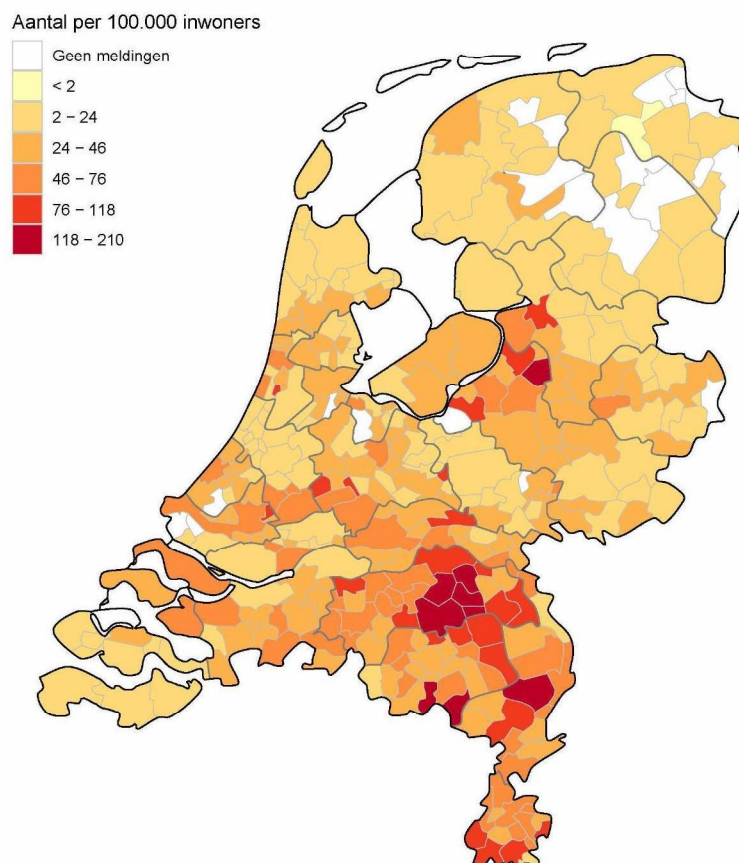 Aantal per 100.000 inwoners
Geen meldingen
< 2
2 – 24
24 – 46
46 – 76
76 – 118
118 – 210